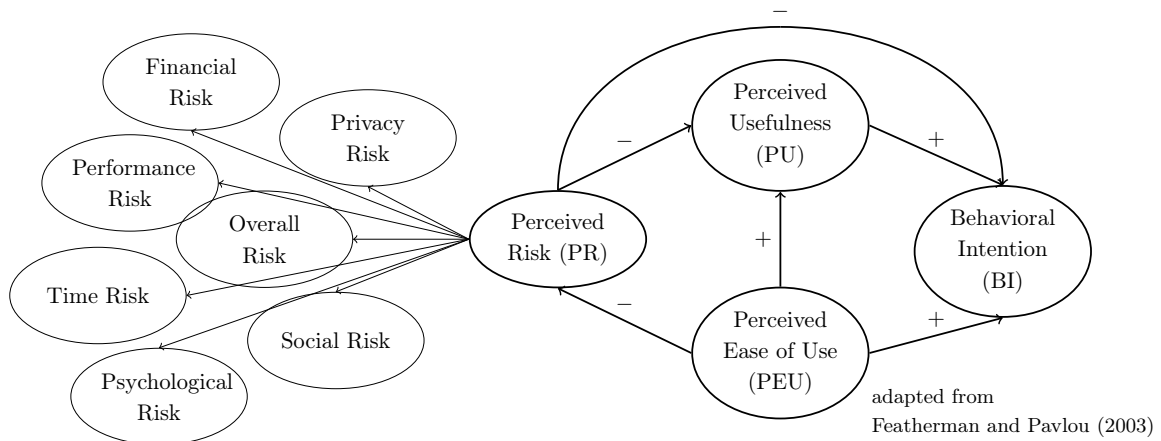 Financial
Risk
Privacy
Risk
Performance
Risk
Overall
Risk
Time Risk
Social Risk
Psychological
Risk
Perceived
Risk (PR)
Perceived
Usefulness
(PU)
Perceived
Ease of Use
(PEU)
Behavioral
Intention
(BI)
−
−
+
+
−
+
adapted from
Featherman and Pavlou (2003)